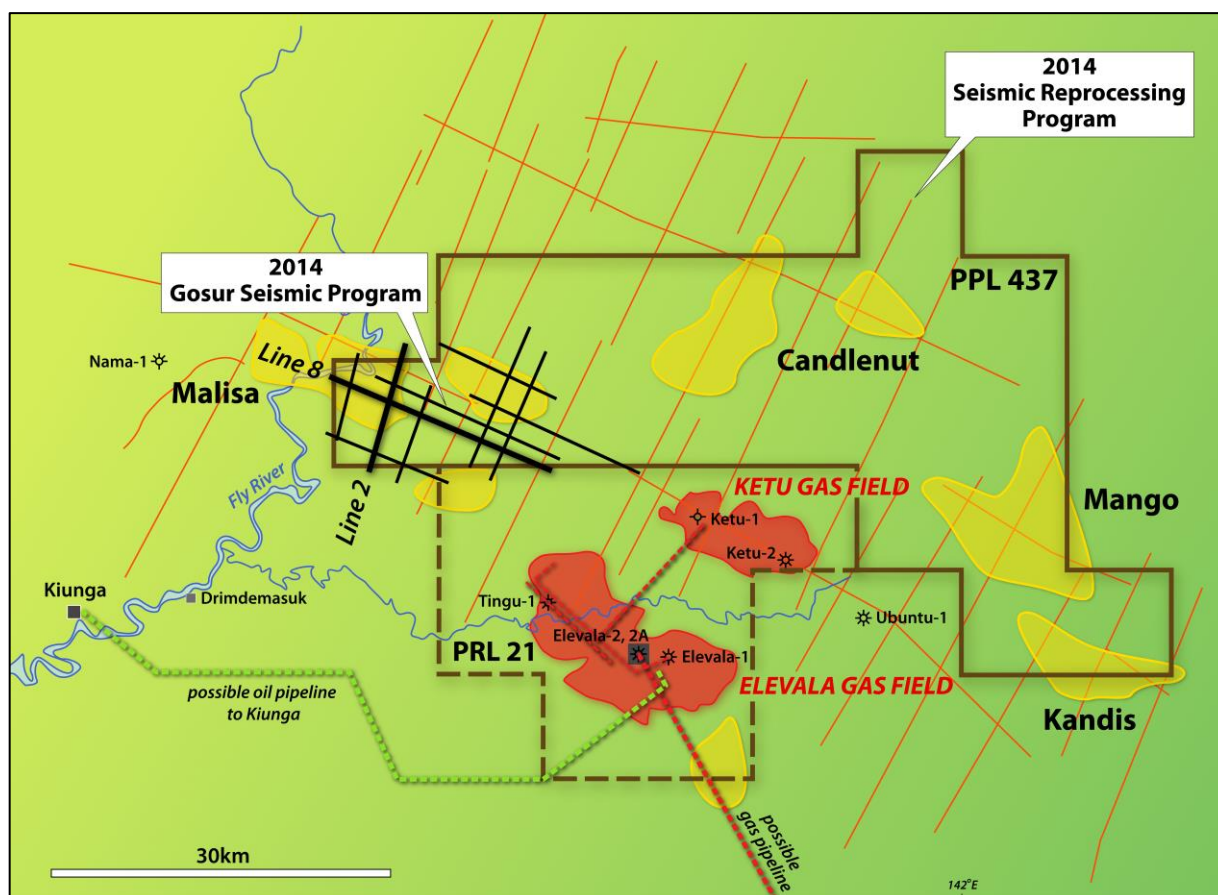 2014
Seismic Reprocessing
Program
2014
Gosur Seismic Program
PPL 437
Candlenut
Nama-1
Line 8
Malisa
KETU GAS FIELD
Mango
Fly River
Line 2
Ketu-1
Ketu-2
Kiunga
Drimdemasuk
Tingu-1
Ubuntu-1
Elevala-2, 2A
Elevala-1
PRL 21
ELEVALA GAS FIELD
possible oil pipeline
to Kiunga
Kandis
possible
gas pipeline
30km
142°E